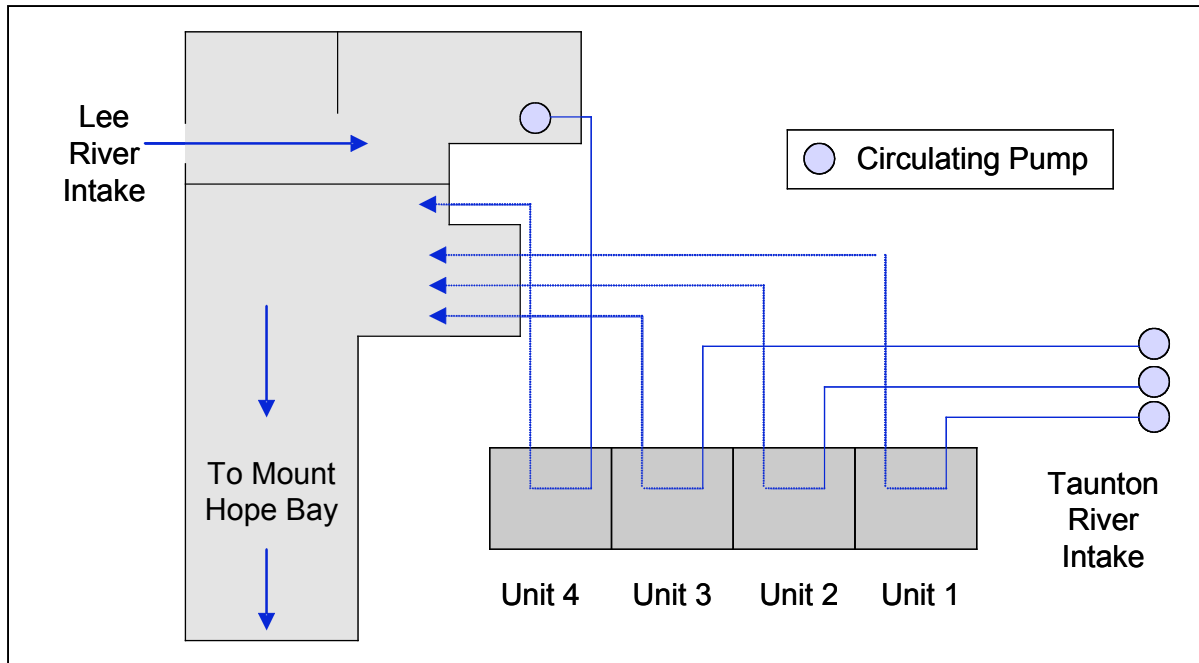 Lee
River
Intake
Circulating Pump
To Mount
Hope Bay
Taunton
River
Intake
Unit 4
Unit 3
Unit 2
Unit 1